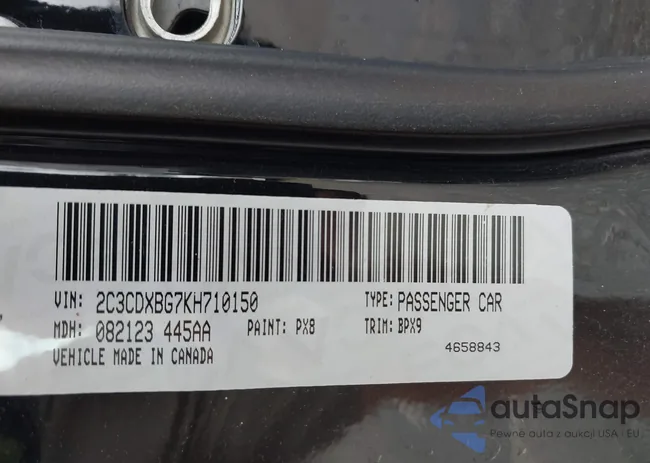 VIN: 2C3CDXBG7KH710150 TYPE: PASSENGER CAR
MDH: 082123 445AA PAINT: PX8 TRIM: BPX9
VEHICLE MADE IN CANADA 4658843
autaSnap
Pewne auta z aukcji USA - EU